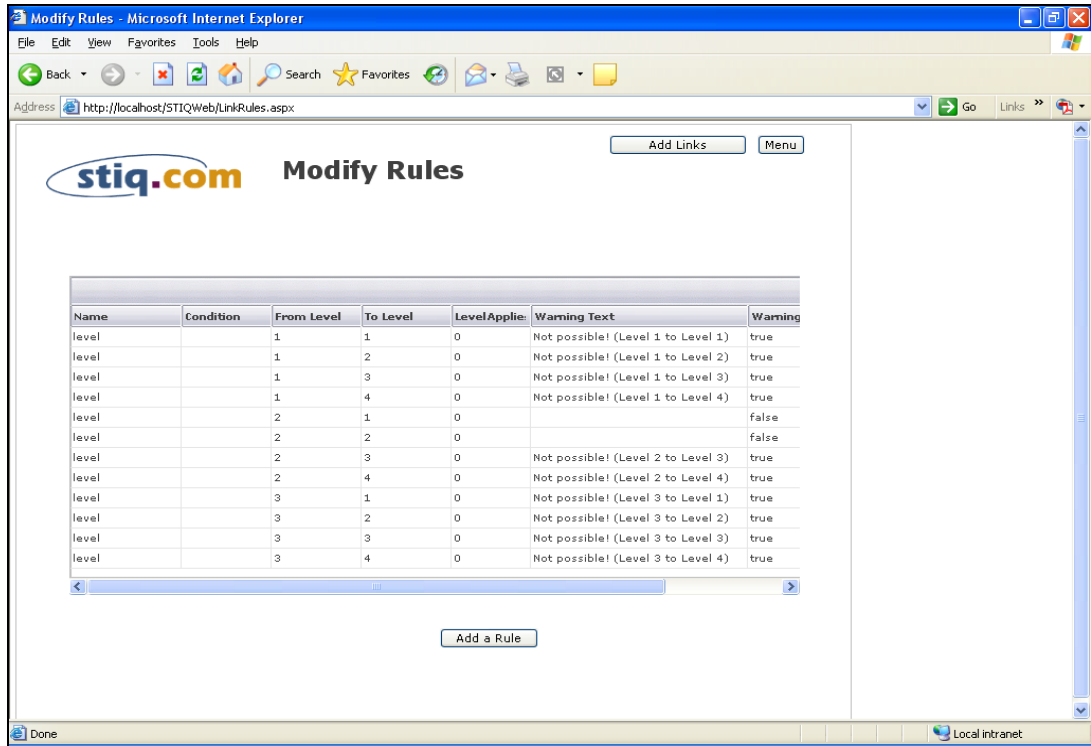 Modify Rules - Microsoft Internet Explorer
File Edit View Favorites Tools Help
Back Search Favorites
Address http://localhost/STIQWeb/LinkRules.aspx Go Links »
Add Links Menu
stiq.com Modify Rules
Name Condition From Level To Level LevelApplie Warning Text Warning
level 1 1 0 Not possible! (Level 1 to Level 1) true
level 1 2 0 Not possible! (Level 1 to Level 2) true
level 1 3 0 Not possible! (Level 1 to Level 3) true
level 1 4 0 Not possible! (Level 1 to Level 4) true
level 2 1 0 false
level 2 2 0 false
level 2 3 0 Not possible! (Level 2 to Level 3) true
level 2 4 0 Not possible! (Level 2 to Level 4) true
level 3 1 0 Not possible! (Level 3 to Level 1) true
level 3 2 0 Not possible! (Level 3 to Level 2) true
level 3 3 0 Not possible! (Level 3 to Level 3) true
level 3 4 0 Not possible! (Level 3 to Level 4) true
Add a Rule
Done Local intranet